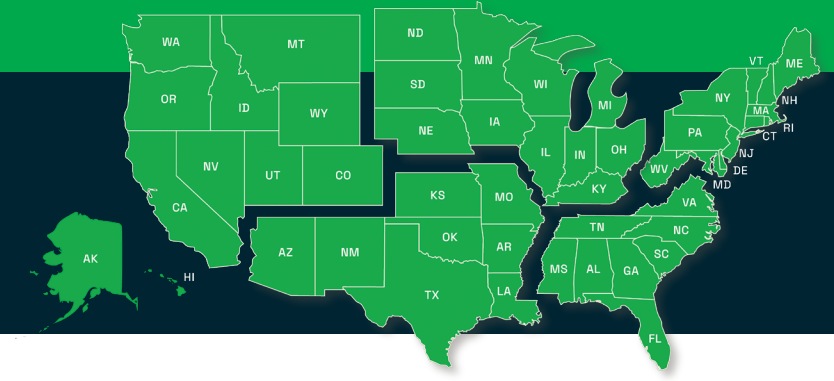 WA
MT
ND
MN
VT
ME
OR
ID
WY
SD
WI
MI
NY
NH
MA
RI
CT
NE
IA
PA
NJ
NV
UT
CO
IL
IN
OH
WV
DE
MD
CA
KS
MO
KY
VA
AZ
NM
OK
AR
TN
NC
SC
AK
HI
TX
LA
MS
AL
GA
FL